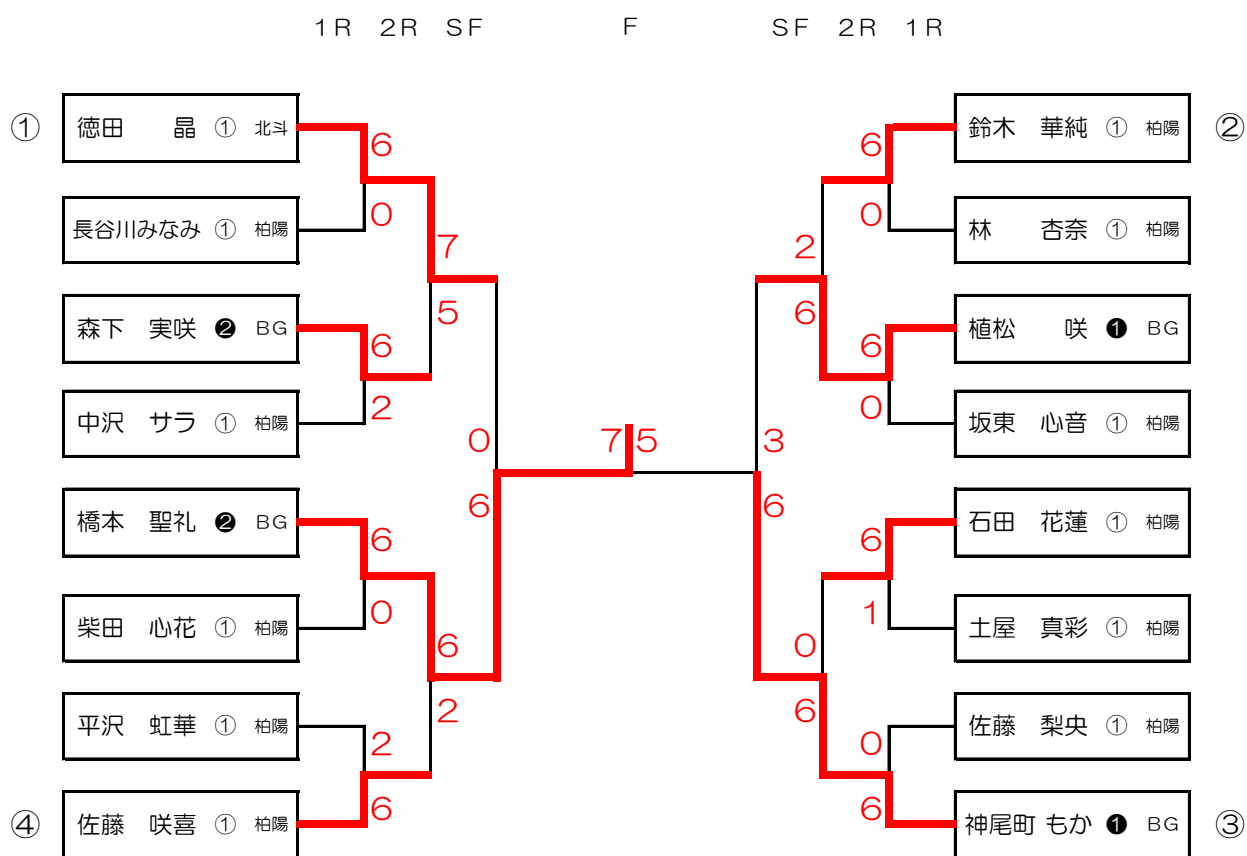 1R 2R SF F SF 2R 1R
① 徳田 晶 ① 北斗
6
0
長谷川みなみ ① 柏陽
7
5
森下 実咲 ❷ BG
6
2
中沢 サラ ① 柏陽
0
6
橋本 聖礼 ❷ BG
6
0
柴田 心花 ① 柏陽
6
2
平沢 虹華 ① 柏陽
2
6
④ 佐藤 咲喜 ① 柏陽
7 5
鈴木 華純 ① 柏陽 ②
6
0
林 杏奈 ① 柏陽
2
6
植松 咲 ❶ BG
6
0
坂東 心音 ① 柏陽
3
6
石田 花蓮 ① 柏陽
6
1
土屋 真彩 ① 柏陽
0
6
佐藤 梨央 ① 柏陽
0
6
神尾町 もか ❶ BG ③